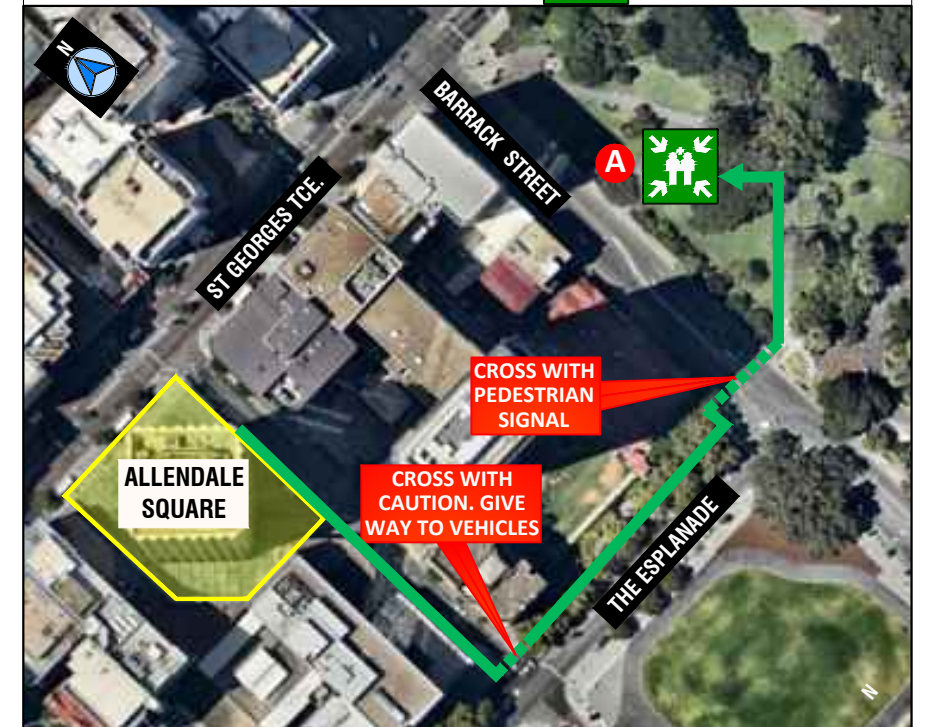 N
BARRACK STREET
A
ST GEORGES TCE.
CROSS WITH
PEDESTRIAN
SIGNAL
ALLENDALE
SQUARE
CROSS WITH
CAUTION. GIVE
WAY TO VEHICLES
THE ESPLANADE
N